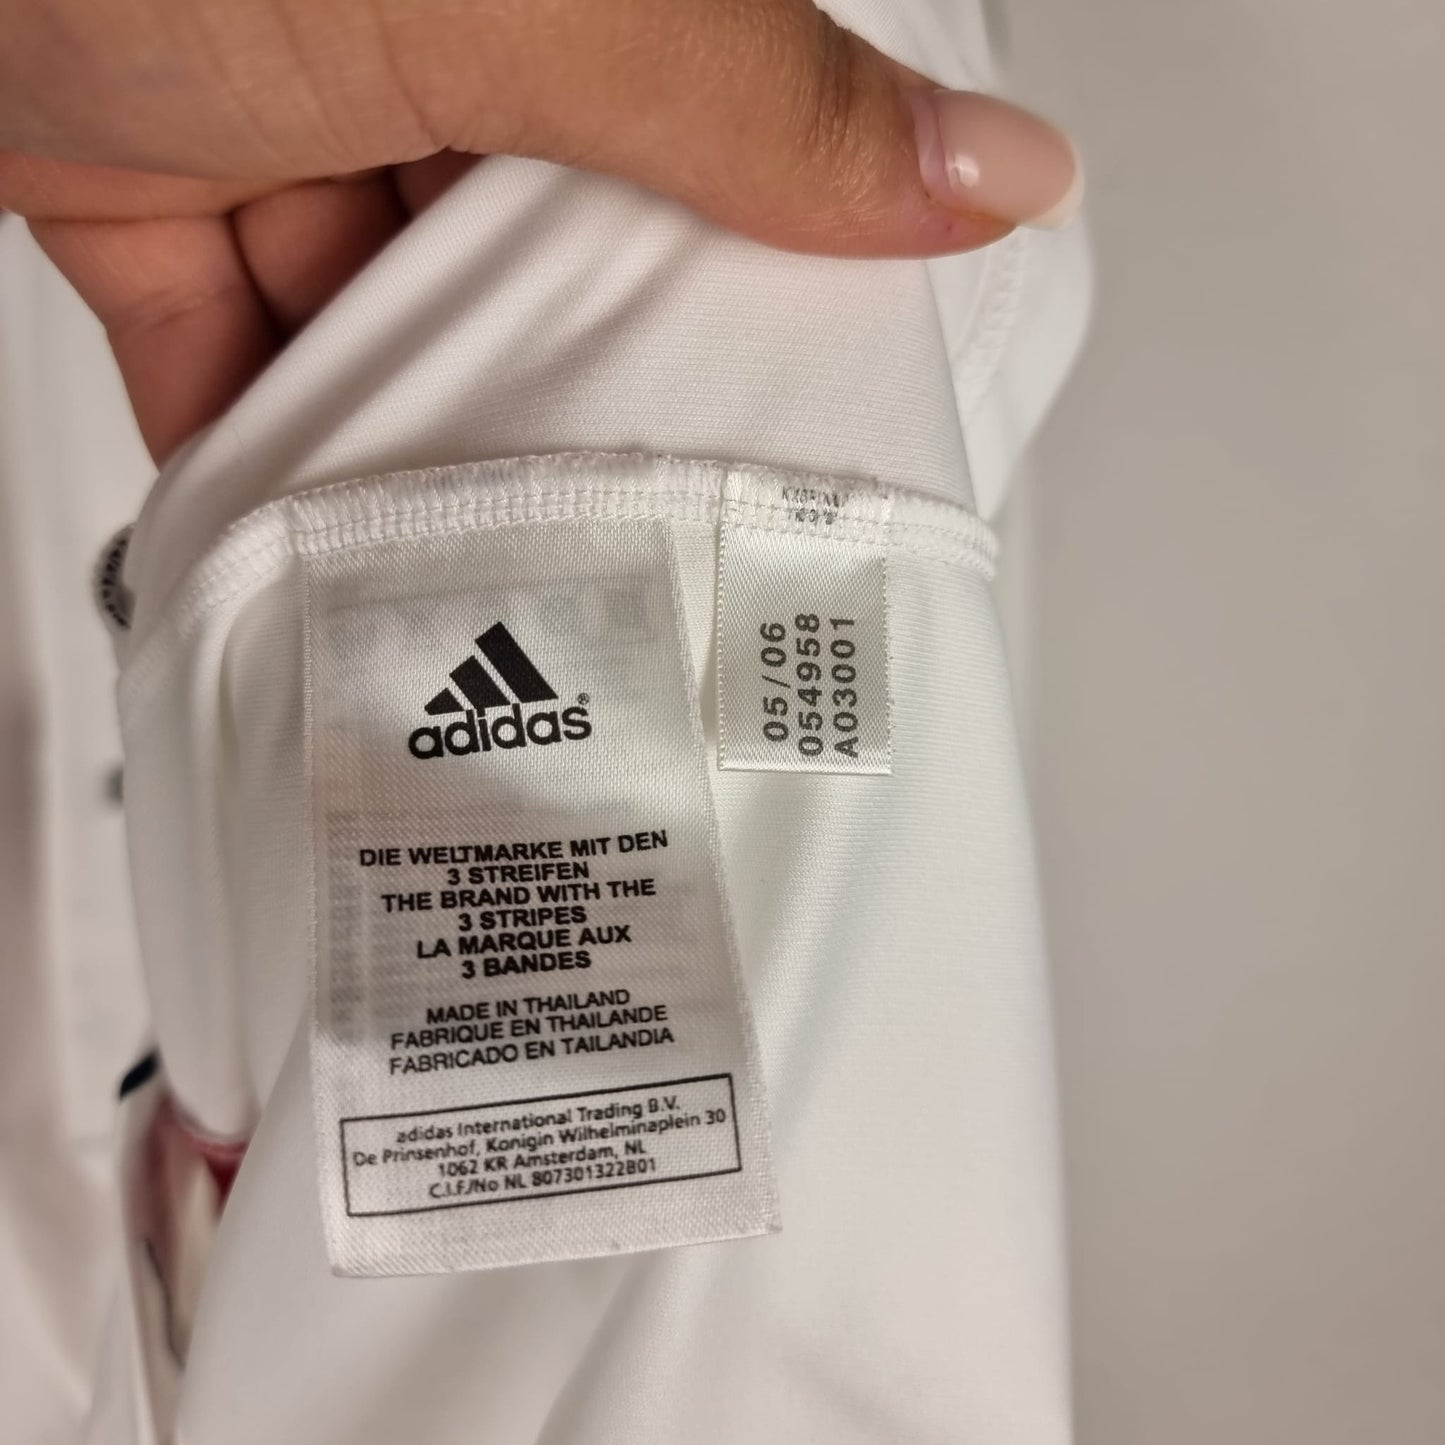 adidas®
DIE WELTMARKE MIT DEN
3 STREIFEN
THE BRAND WITH THE
3 STRIPES
LA MARQUE AUX
3 BANDES
MADE IN THAILAND
FABRIQUE EN THAILANDE
FABRICADO EN TAILANDIA
adidas International Trading B.V.
De Prinsenhof, Konigin Wilhelminaplein 30
1062 KR Amsterdam, NL
C.I.F./No NL 807301322B01
05/06
054958
A03001